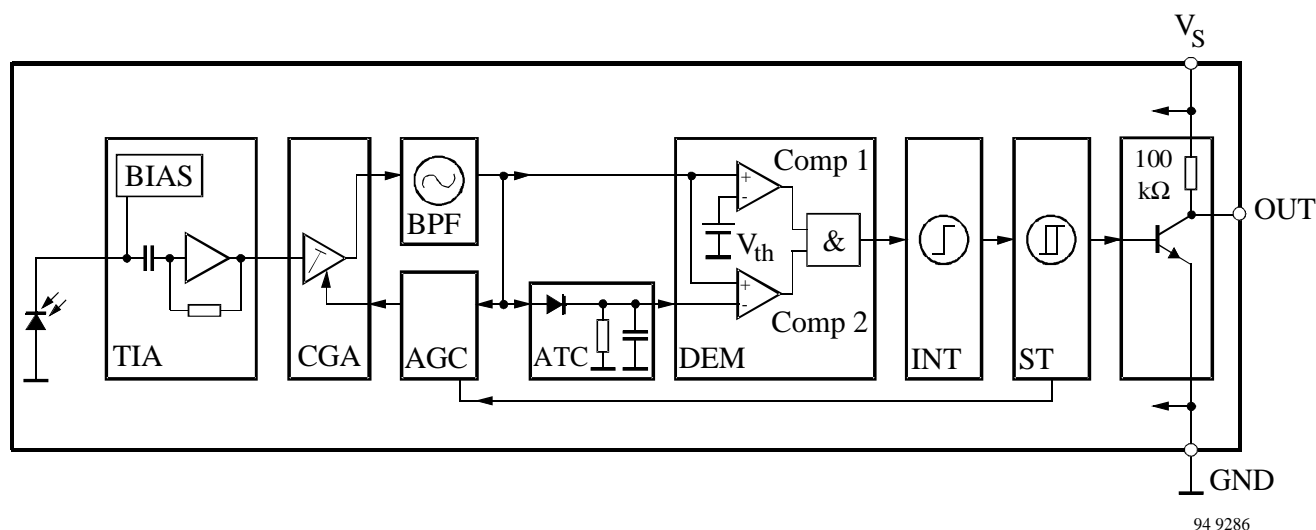 V_S
BIAS
TIA
CGA
BPF
AGC
ATC
+
-
Comp 1
V_th
&
+
-
Comp 2
DEM
INT
ST
100
kΩ
OUT
GND
94 9286